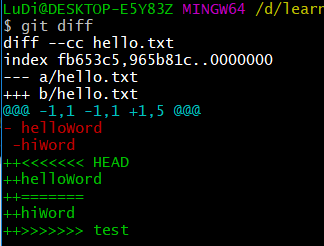 LuDi@DESKTOP-E5Y83Z MINGW64 /d/learn
$ git diff
diff --cc hello.txt
index fb653c5,965b81c..0000000
--- a/hello.txt
+++ b/hello.txt
@@@ -1,1 -1,1 +1,5 @@@
- helloWord
 -hiWord
++<<<<<<< HEAD
++helloWord
++=======
++hiWord
++>>>>>>> test